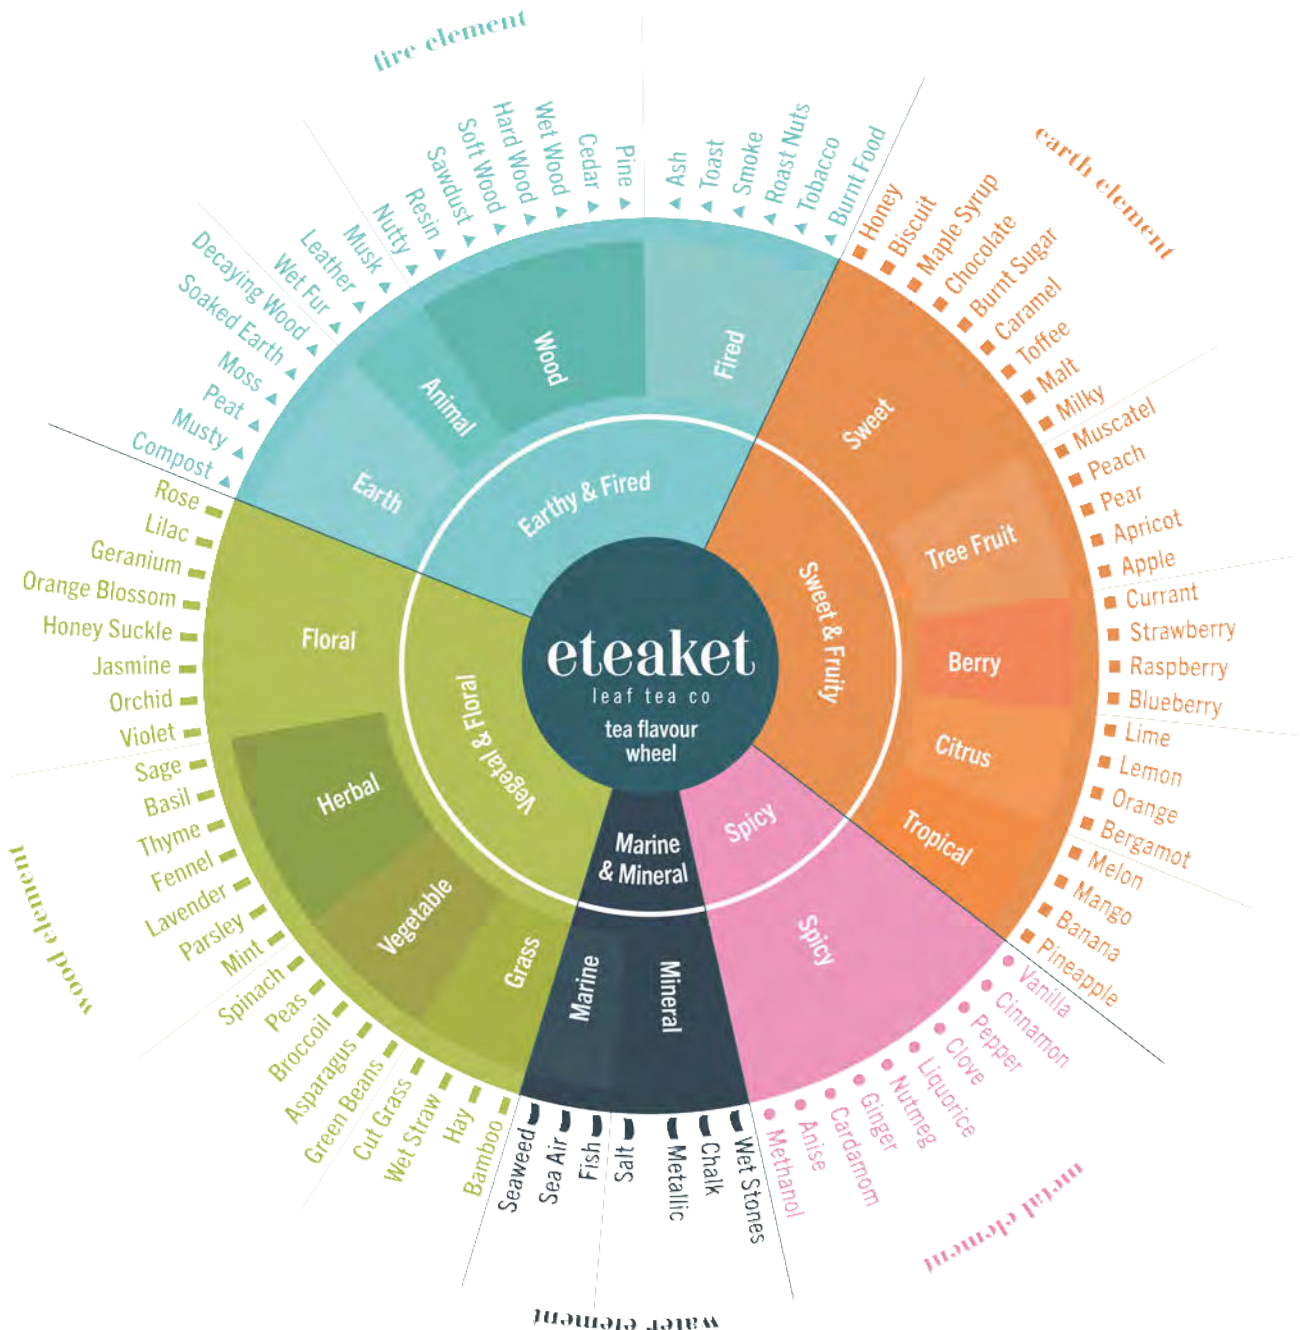 eteaket
leaf tea co
tea flavour
wheel
fire element
Earthy & Fired
Earth
Compost
Musty
Peat
Moss
Soaked Earth
Decaying Wood
Animal
Wet Fur
Leather
Musk
Nutty
Wood
Resin
Sawdust
Soft Wood
Hard Wood
Wet Wood
Cedar
Pine
Fired
Ash
Toast
Smoke
Roast Nuts
Tobacco
Burnt Food
earth element
Sweet & Fruity
Sweet
Honey
Biscuit
Maple Syrup
Chocolate
Burnt Sugar
Caramel
Toffee
Malt
Milky
Tree Fruit
Muscatel
Peach
Pear
Apricot
Apple
Berry
Currant
Strawberry
Raspberry
Blueberry
Citrus
Lime
Lemon
Orange
Bergamot
Tropical
Melon
Mango
Banana
Pineapple
metal element
Spicy
Spicy
Vanilla
Cinnamon
Pepper
Clove
Liquorice
Nutmeg
Ginger
Cardamom
Anise
Methanol
water element
Marine
& Mineral
Mineral
Wet Stones
Chalk
Metallic
Salt
Marine
Fish
Sea Air
Seaweed
wood element
Vegetal & Floral
Grass
Bamboo
Hay
Wet Straw
Cut Grass
Vegetable
Green Beans
Asparagus
Broccoil
Peas
Spinach
Herbal
Mint
Parsley
Lavender
Fennel
Thyme
Basil
Sage
Floral
Violet
Orchid
Jasmine
Honey Suckle
Orange Blossom
Geranium
Lilac
Rose